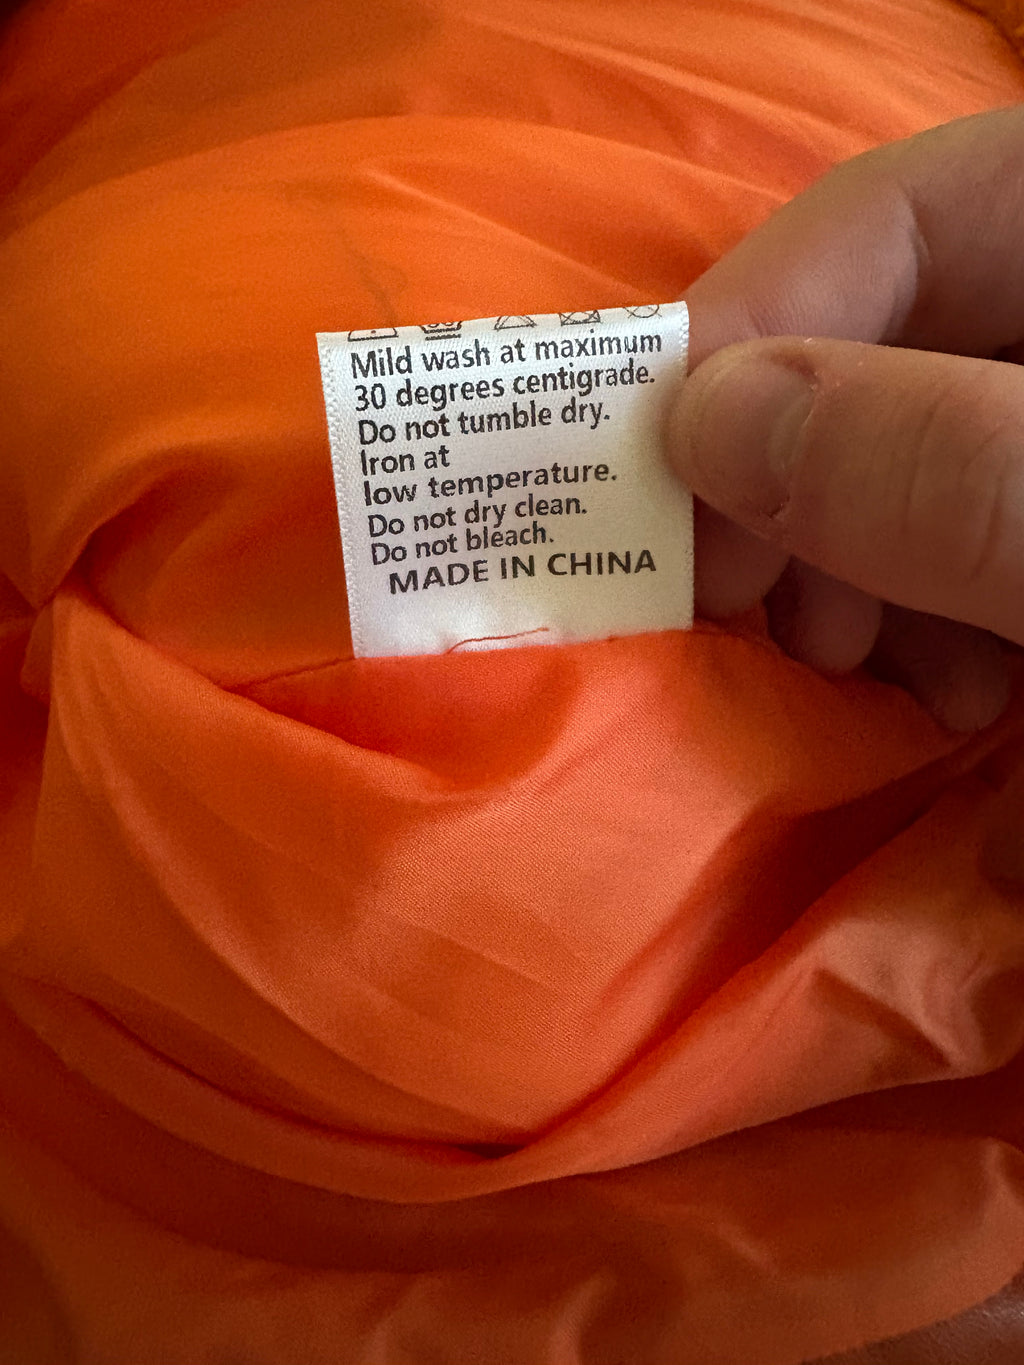 Mild wash at maximum
30 degrees centigrade.
Do not tumble dry.
Iron at
low temperature.
Do not dry clean.
Do not bleach.
MADE IN CHINA